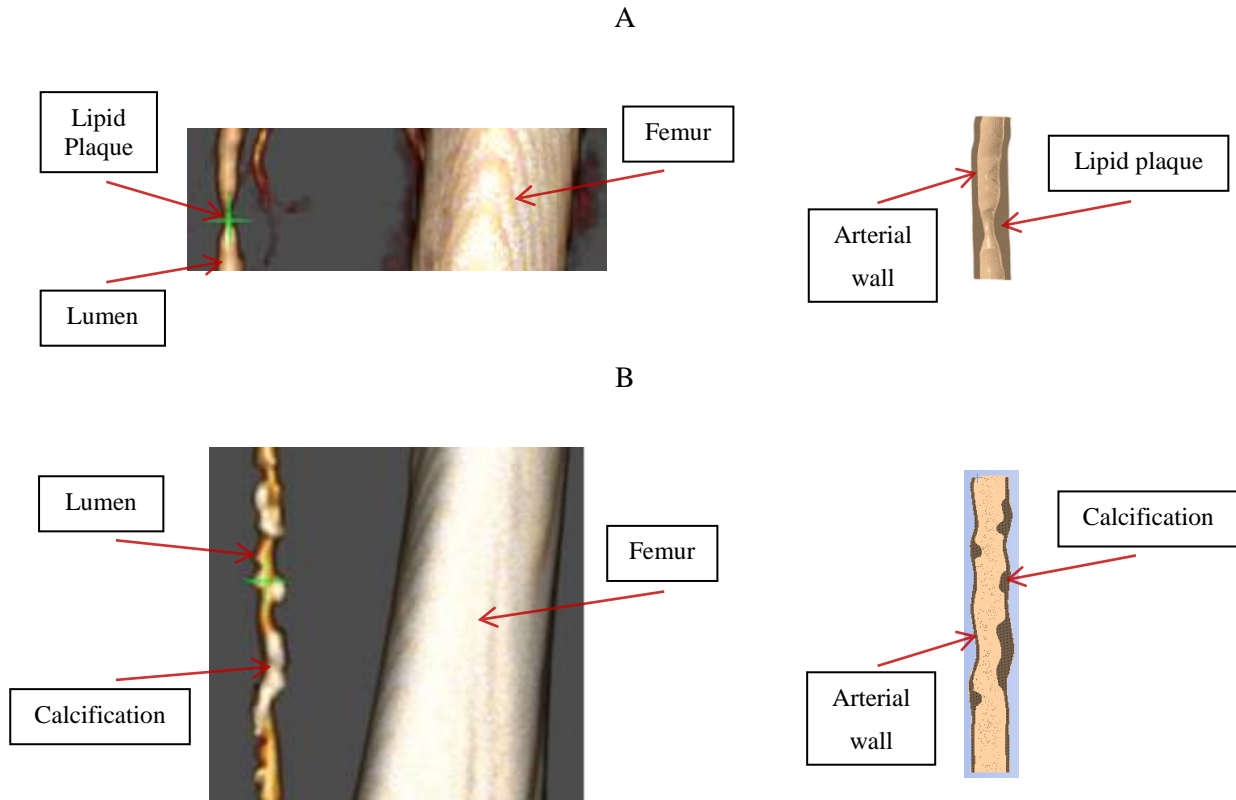 A
Lipid
Plaque
Femur
Lipid plaque
Arterial
wall
Lumen
B
Lumen
Calcification
Femur
Arterial
wall
Calcification